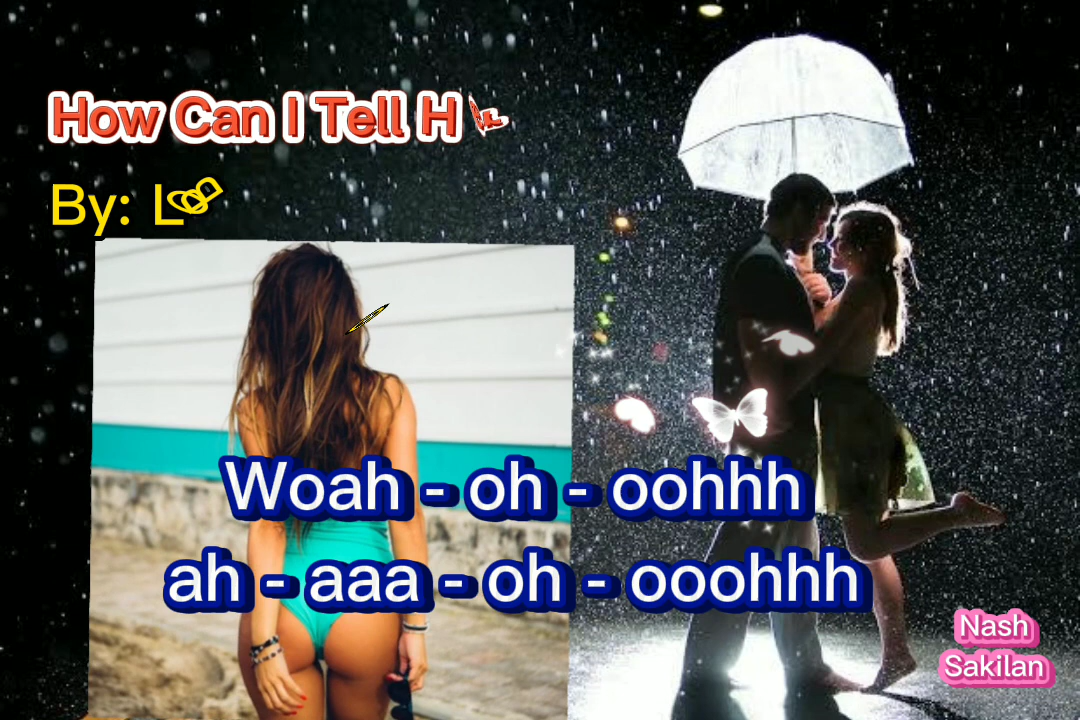 How Can I Tell H
By: L
Woah - oh - oohhh
ah - aaa - oh - ooohhh
Nash
Sakilan